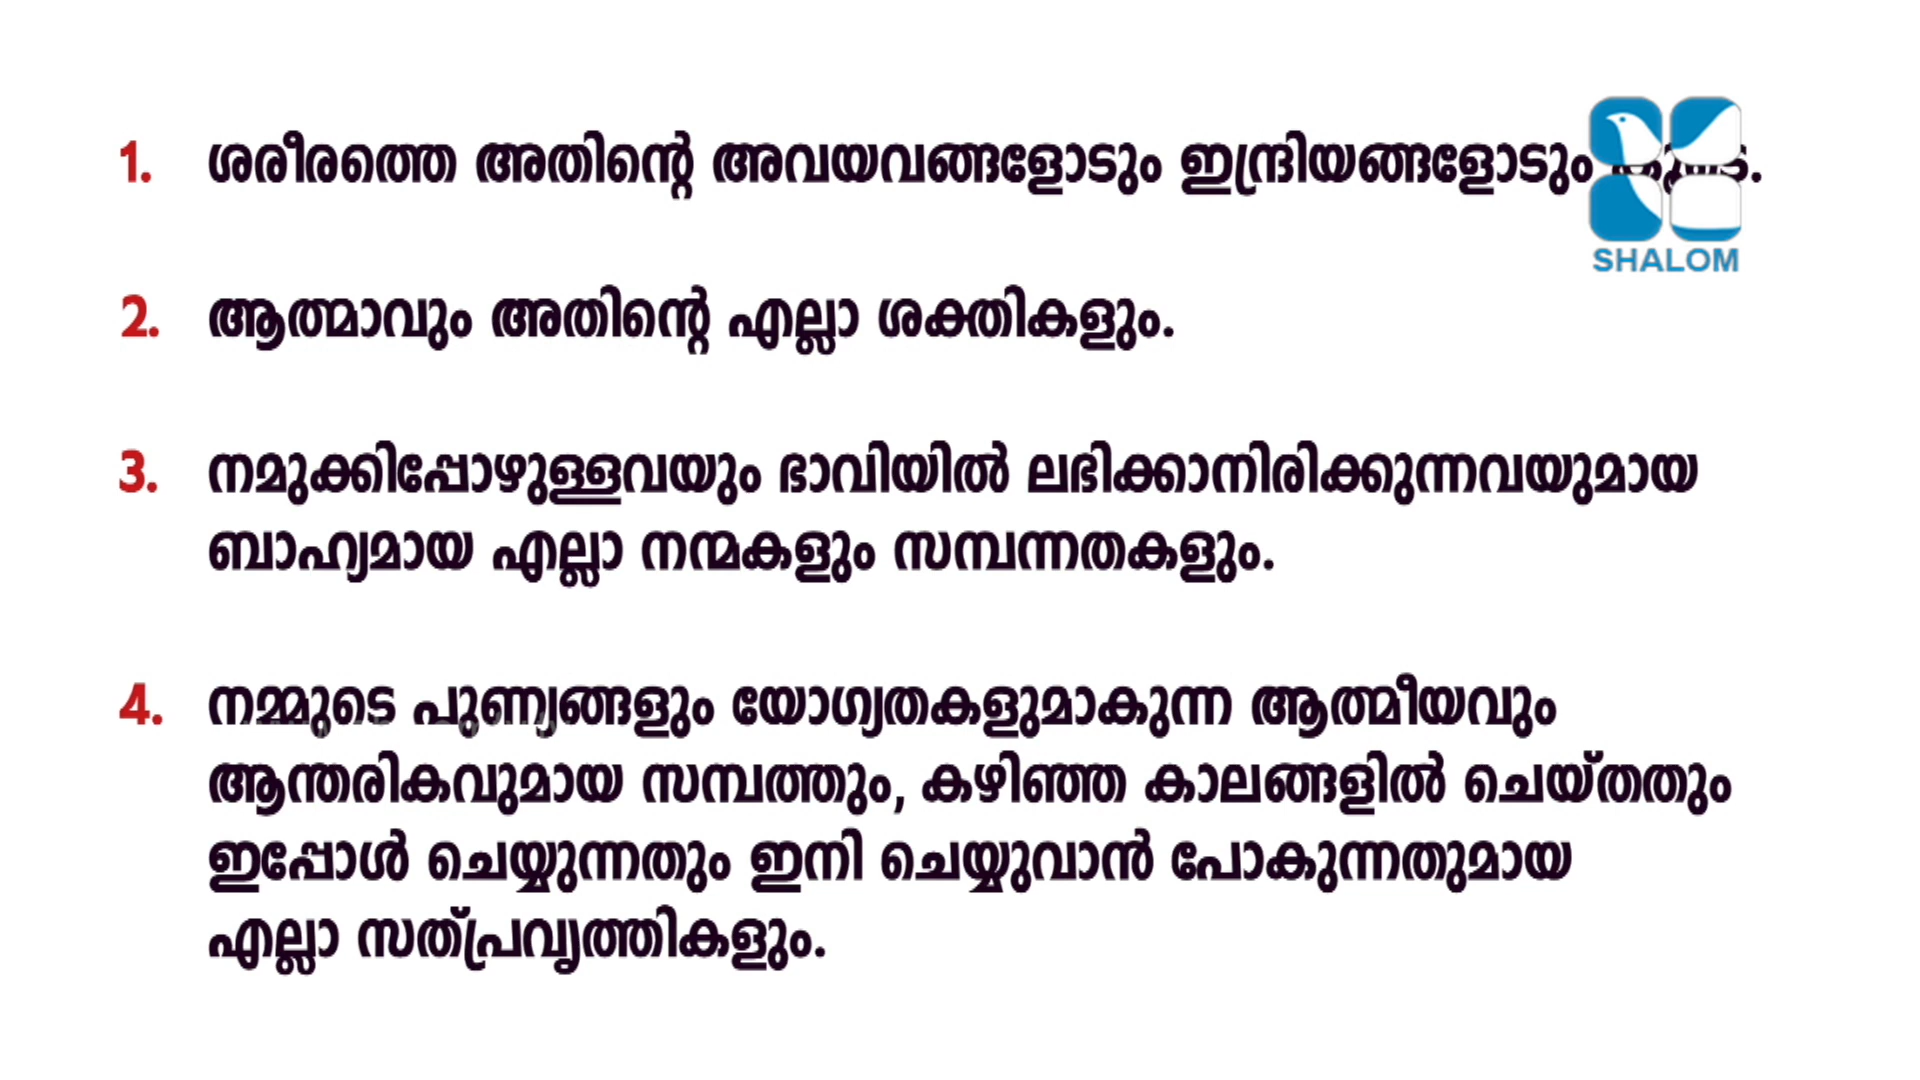 1. ശരീരത്തെ അതിന്റെ അവയവങ്ങളോടും ഇന്ദ്രിയങ്ങളോടും
SHALOM
2. ആത്മാവും അതിന്റെ എല്ലാ ശക്തികളും.
3. നമുക്കിപ്പോഴുള്ളവയും ഭാവിയിൽ ലഭിക്കാനിരിക്കുന്നവയുമായ
ബാഹ്യമായ എല്ലാ നന്മകളും സമ്പന്നതകളും.
4. നമ്മുടെ പുണ്യങ്ങളും യോഗ്യതകളുമാകുന്ന ആത്മീയവും
ആന്തരികവുമായ സമ്പത്തും, കഴിഞ്ഞ കാലങ്ങളിൽ ചെയ്തതും
ഇപ്പോൾ ചെയ്യുന്നതും ഇനി ചെയ്യുവാൻ പോകുന്നതുമായ
എല്ലാ സത്പ്രവൃത്തികളും.